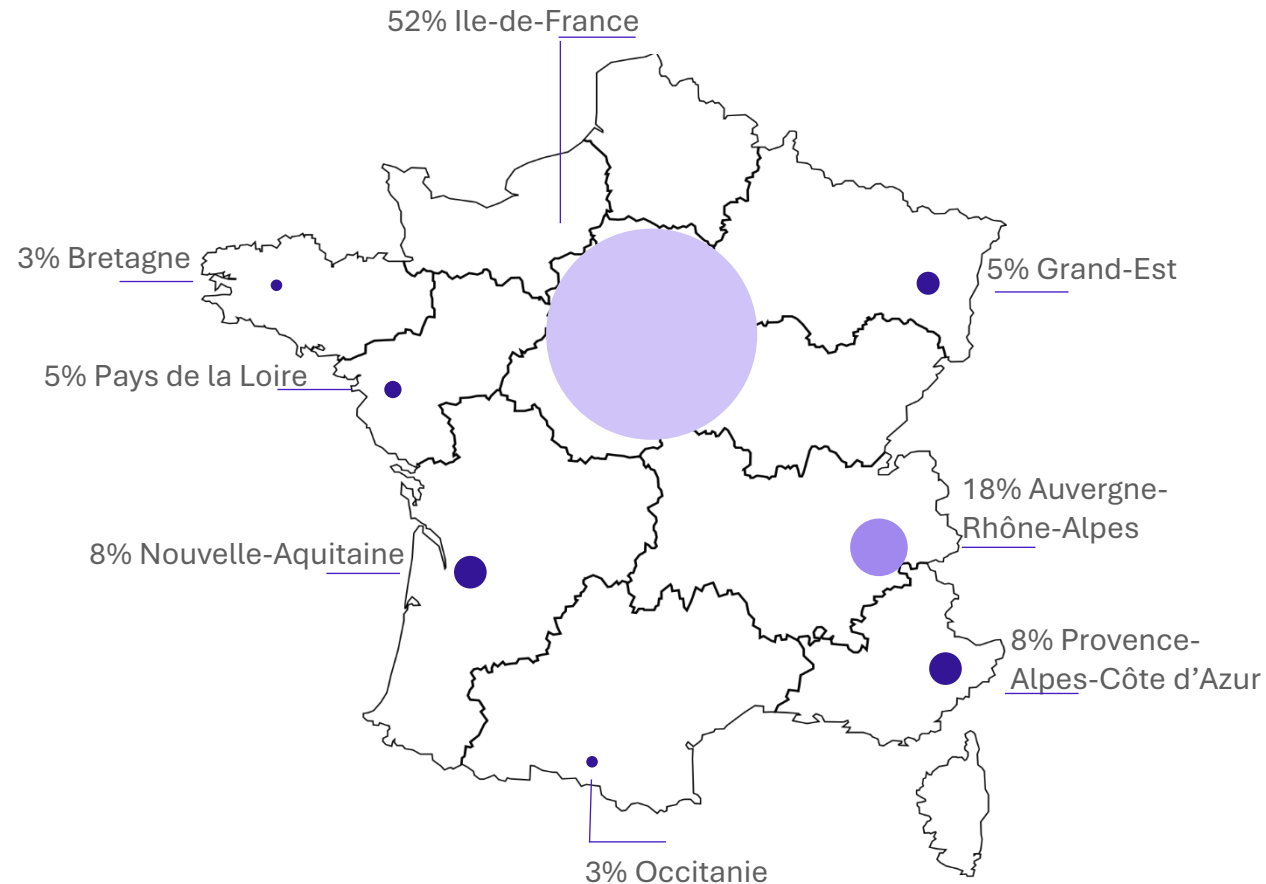 52% Ile-de-France
3% Bretagne
5% Grand-Est
5% Pays de la Loire
18% Auvergne-
Rhône-Alpes
8% Nouvelle-Aquitaine
8% Provence-
Alpes-Côte d’Azur
3% Occitanie